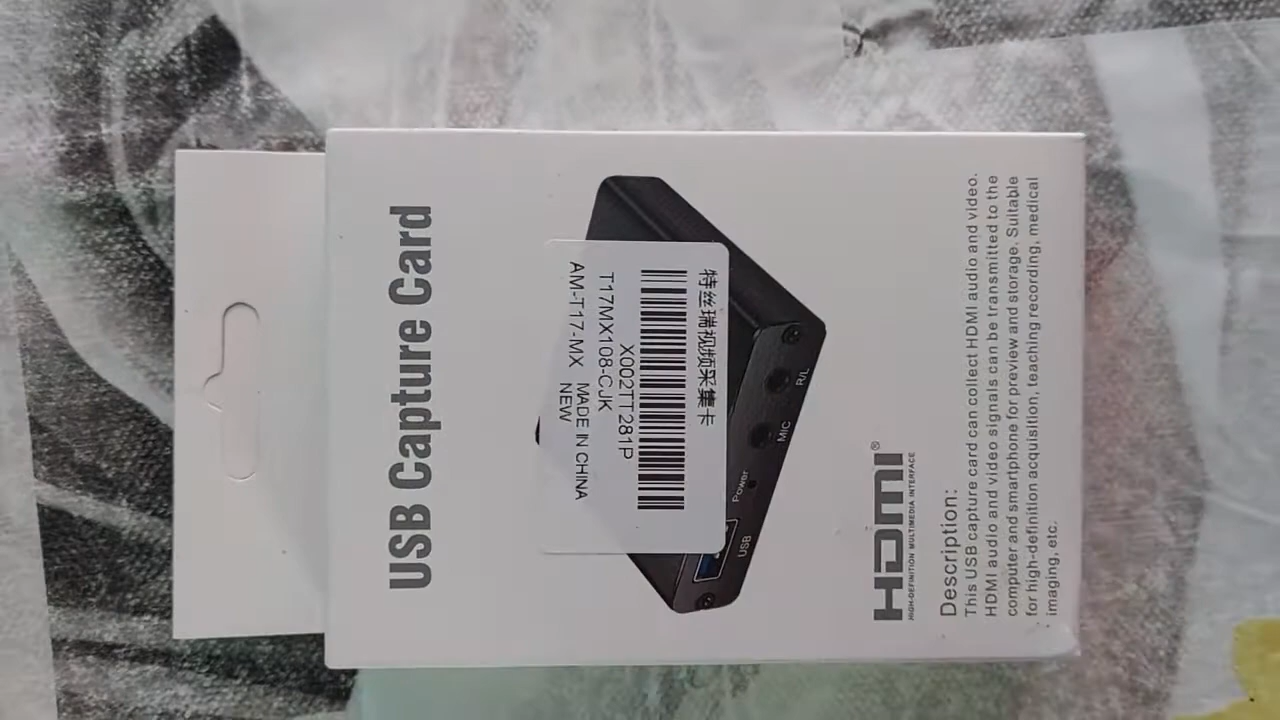 USB Capture Card
特丝瑞视频采集卡
X002TT281P
T17MX108-CJK
AM-T17-MX MADE IN CHINA
NEW
R/L
MIC
Power
USB
HDMI®
HIGH-DEFINITION MULTIMEDIA INTERFACE
Description:
This USB capture card can collect HDMI audio and video.
HDMI audio and video signals can be transmitted to the
computer and smartphone for preview and storage. Suitable
for high-definition acquisition, teaching recording, medical
imaging, etc.